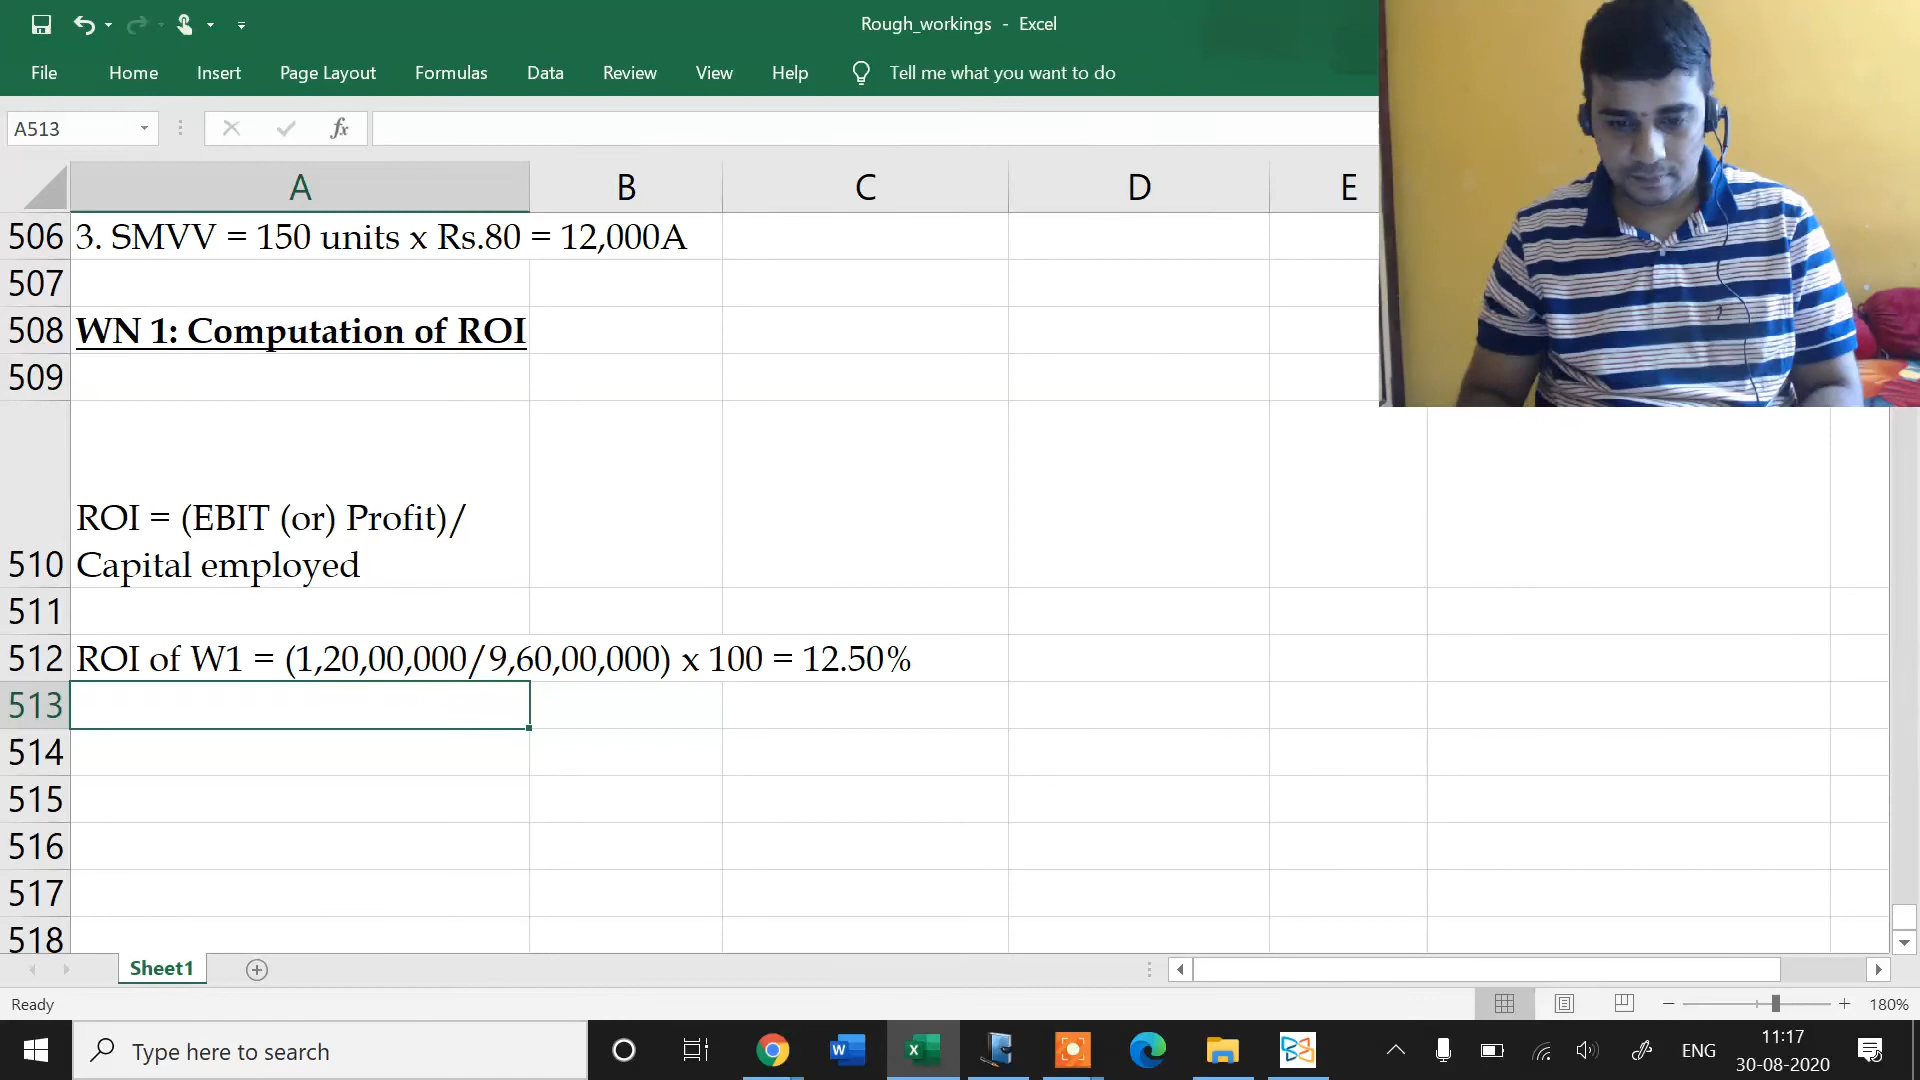 Rough_workings - Excel
File Home Insert Page Layout Formulas Data Review View Help Tell me what you want to do
A513 fx
A B C D E
506 3. SMVV = 150 units x Rs.80 = 12,000A
507
508 WN 1: Computation of ROI
509
ROI = (EBIT (or) Profit)/
510 Capital employed
511
512 ROI of W1 = (1,20,00,000/9,60,00,000) x 100 = 12.50%
513
514
515
516
517
518
Sheet1
Ready 180%
Type here to search ENG 11:17
30-08-2020